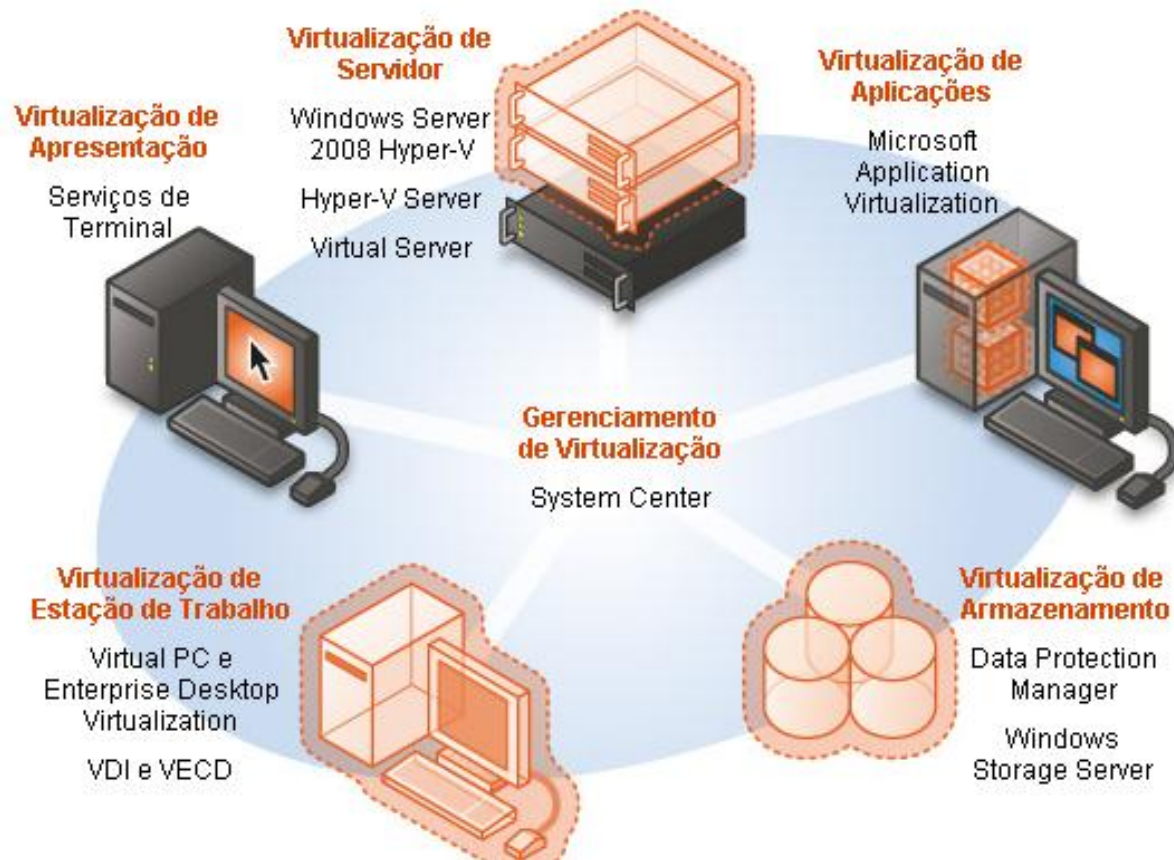 Virtualização de
Servidor
Windows Server
2008 Hyper-V
Hyper-V Server
Virtual Server
Virtualização de
Aplicações
Microsoft
Application
Virtualization
Virtualização de
Apresentação
Serviços de
Terminal
Gerenciamento
de Virtualização
System Center
Virtualização de
Estação de Trabalho
Virtual PC e
Enterprise Desktop
Virtualization
VDI e VECD
Virtualização de
Armazenamento
Data Protection
Manager
Windows
Storage Server